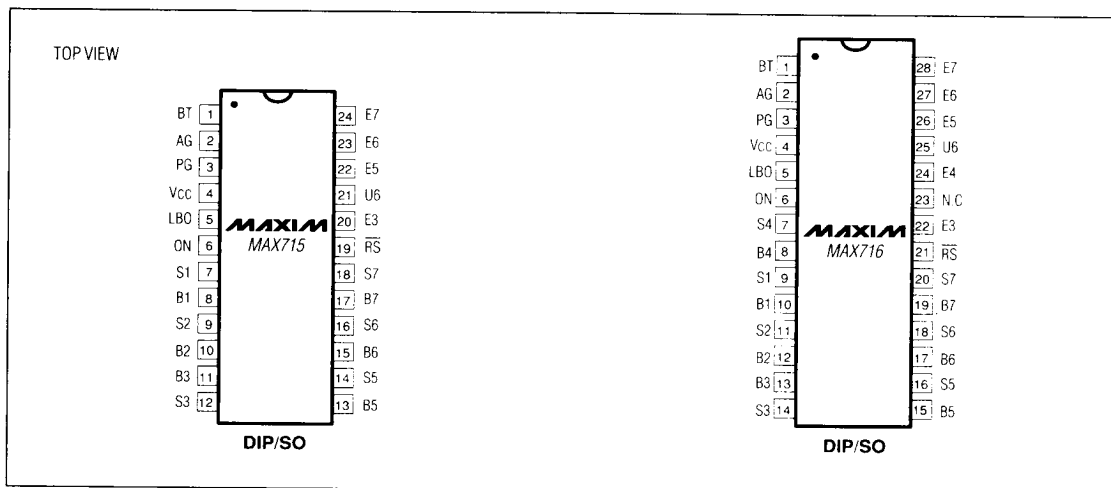 TOP VIEW
BT 1
AG 2
PG 3
Vcc 4
LBO 5
ON 6
S1 7
B1 8
S2 9
B2 10
B3 11
S3 12
24 E7
23 E6
22 E5
21 U6
20 E3
19 R̅S̅
18 S7
17 B7
16 S6
15 B6
14 S5
13 B5
MAXIM
MAX715
DIP/SO
BT 1
AG 2
PG 3
Vcc 4
LBO 5
ON 6
S4 7
B4 8
S1 9
B1 10
S2 11
B2 12
B3 13
S3 14
28 E7
27 E6
26 E5
25 U6
24 E4
23 N.C
22 E3
21 R̅S̅
20 S7
19 B7
18 S6
17 B6
16 S5
15 B5
MAXIM
MAX716
DIP/SO